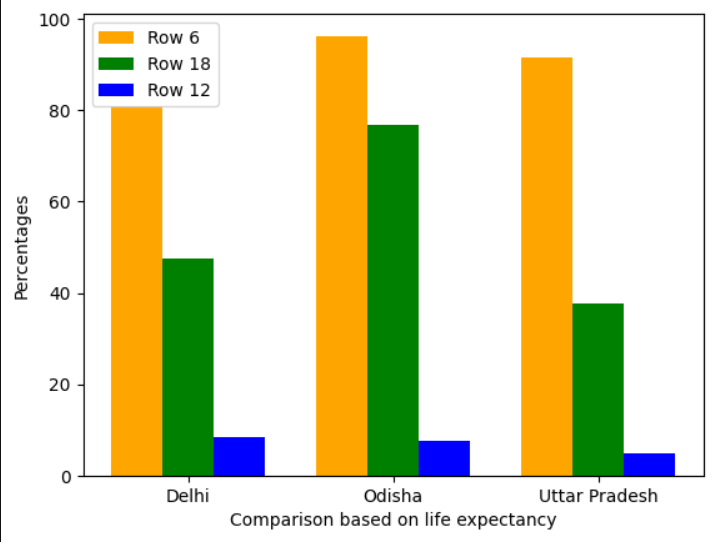 100
80
60
40
20
0
Percentages
Row 6
Row 18
Row 12
Delhi
Odisha
Uttar Pradesh
Comparison based on life expectancy